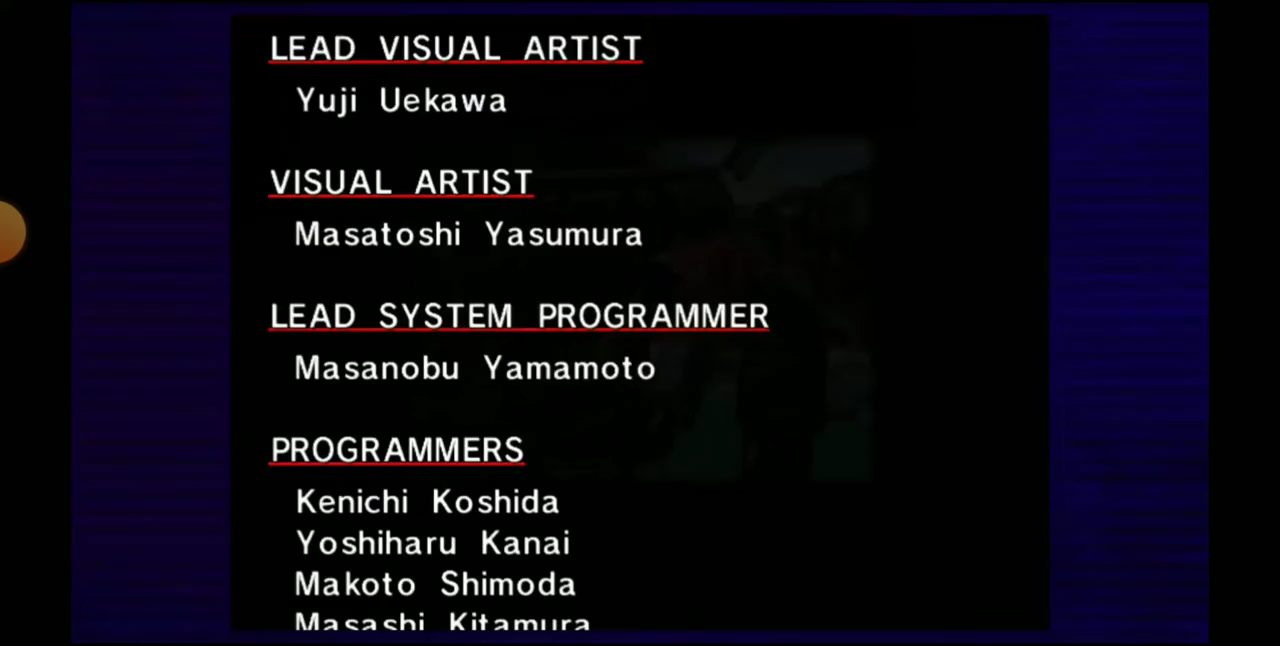 LEAD VISUAL ARTIST
Yuji Uekawa
VISUAL ARTIST
Masatoshi Yasumura
LEAD SYSTEM PROGRAMMER
Masanobu Yamamoto
PROGRAMMERS
Kenichi Koshida
Yoshiharu Kanai
Makoto Shimoda
Masashi Kitamura